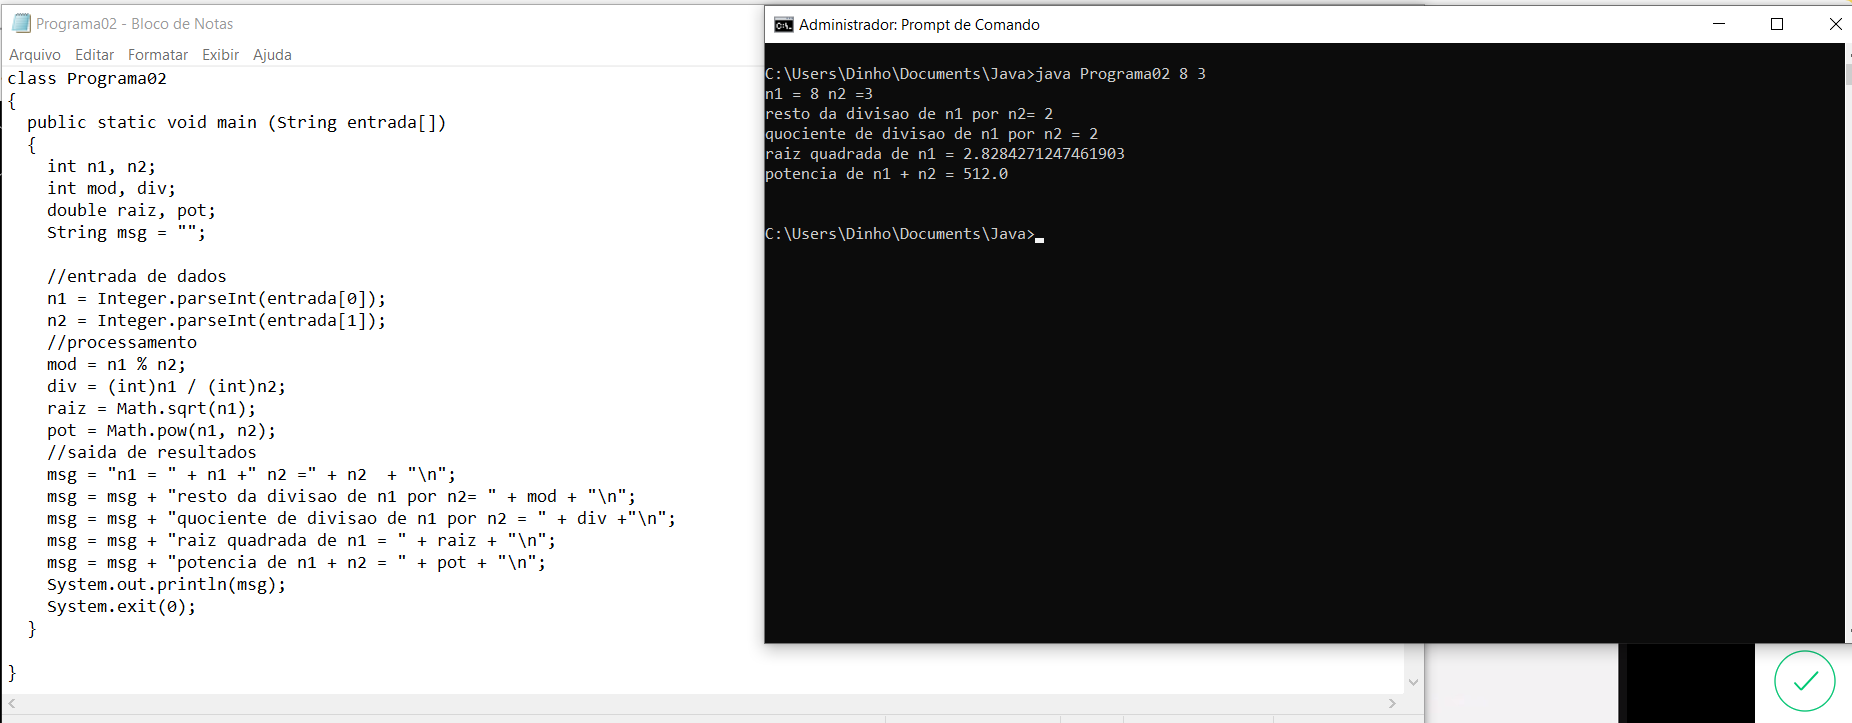 Programa02 - Bloco de Notas
Arquivo Editar Formatar Exibir Ajuda
class Programa02
{
  public static void main (String entrada[])
  {
    int n1, n2;
    int mod, div;
    double raiz, pot;
    String msg = "";

    //entrada de dados
    n1 = Integer.parseInt(entrada[0]);
    n2 = Integer.parseInt(entrada[1]);
    //processamento
    mod = n1 % n2;
    div = (int)n1 / (int)n2;
    raiz = Math.sqrt(n1);
    pot = Math.pow(n1, n2);
    //saida de resultados
    msg = "n1 = " + n1 +" n2 =" + n2  + "\n";
    msg = msg + "resto da divisao de n1 por n2= " + mod + "\n";
    msg = msg + "quociente de divisao de n1 por n2 = " + div +"\n";
    msg = msg + "raiz quadrada de n1 = " + raiz + "\n";
    msg = msg + "potencia de n1 + n2 = " + pot + "\n";
    System.out.println(msg);
    System.exit(0);
  }

}
Administrador: Prompt de Comando
C:\Users\Dinho\Documents\Java>java Programa02 8 3
n1 = 8 n2 =3
resto da divisao de n1 por n2= 2
quociente de divisao de n1 por n2 = 2
raiz quadrada de n1 = 2.8284271247461903
potencia de n1 + n2 = 512.0

C:\Users\Dinho\Documents\Java>